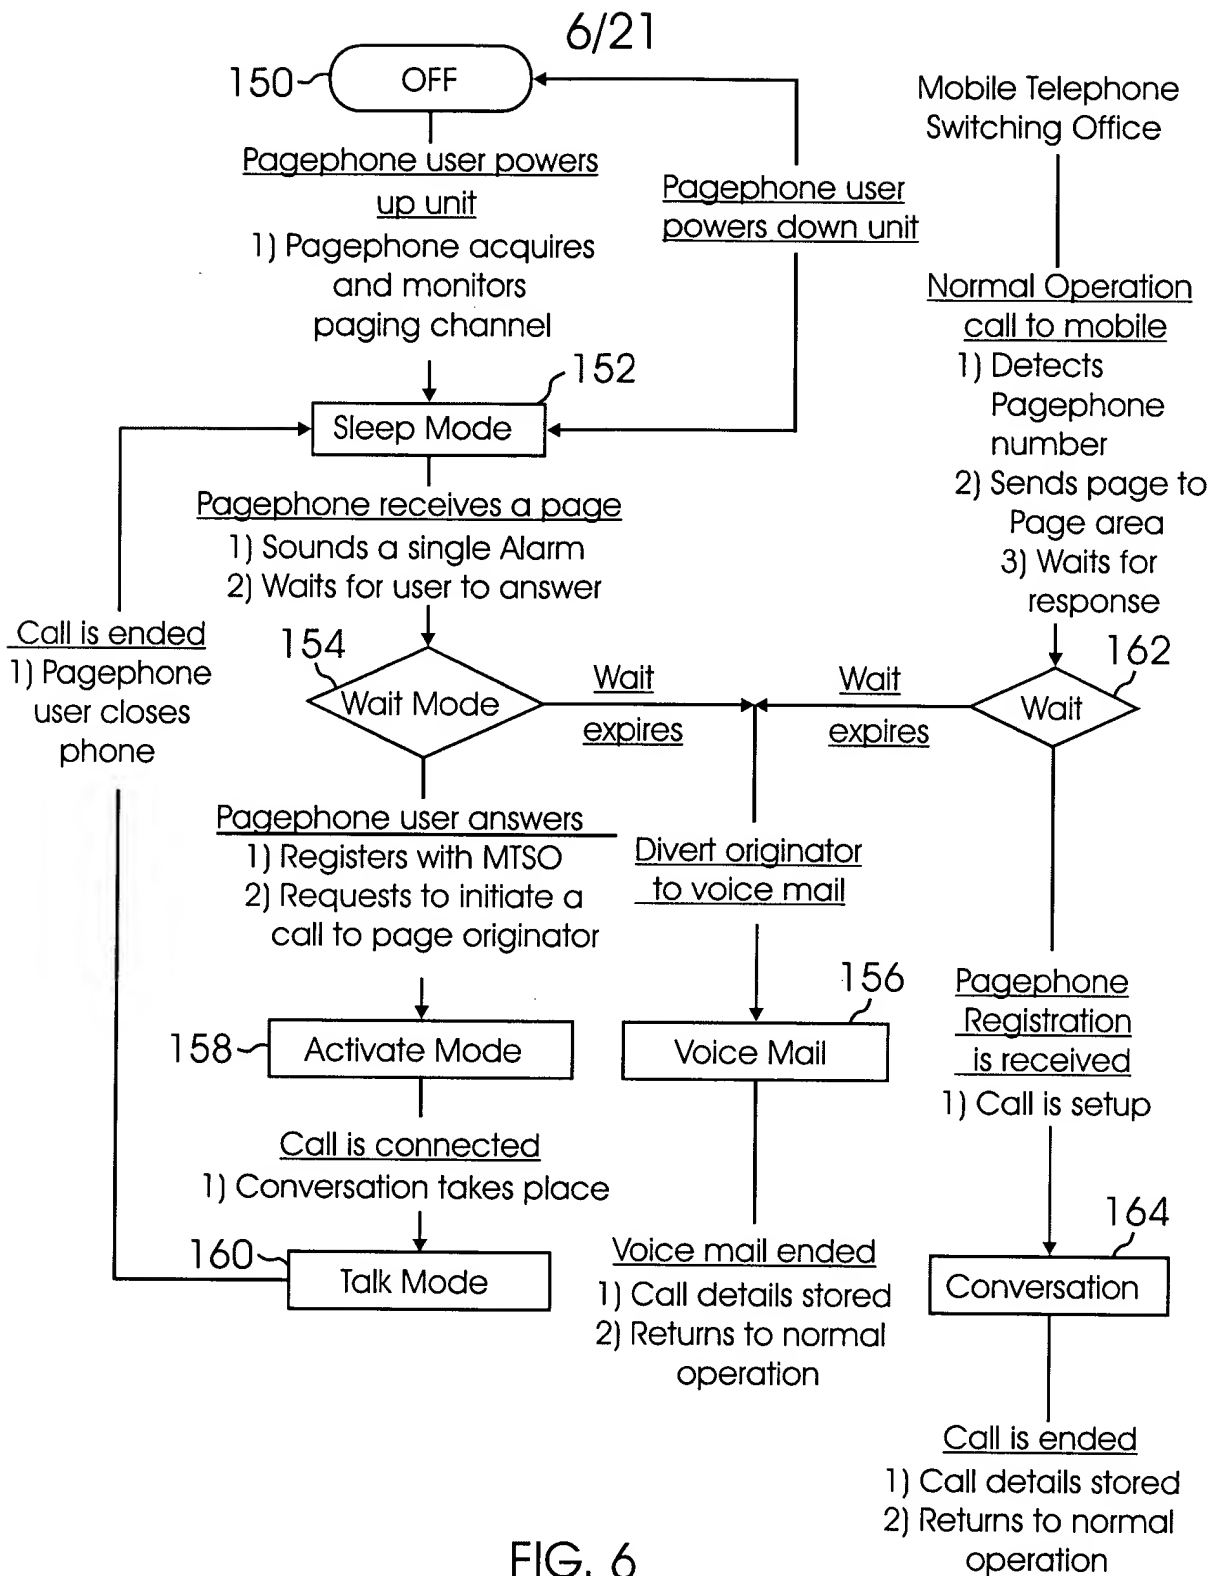 6/21
150
OFF
Pagephone user powers
up unit
1) Pagephone acquires
and monitors
paging channel
Pagephone user
powers down unit
Mobile Telephone
Switching Office
Normal Operation
call to mobile
1) Detects
Pagephone
number
2) Sends page to
Page area
3) Waits for
response
152
Sleep Mode
Pagephone receives a page
1) Sounds a single Alarm
2) Waits for user to answer
Call is ended
1) Pagephone
user closes
phone
154
Wait Mode
Wait
expires
Wait
expires
162
Wait
Pagephone user answers
1) Registers with MTSO
2) Requests to initiate a
call to page originator
Divert originator
to voice mail
158
Activate Mode
156
Voice Mail
Pagephone
Registration
is received
1) Call is setup
Call is connected
1) Conversation takes place
160
Talk Mode
Voice mail ended
1) Call details stored
2) Returns to normal
operation
164
Conversation
Call is ended
1) Call details stored
2) Returns to normal
operation
FIG. 6